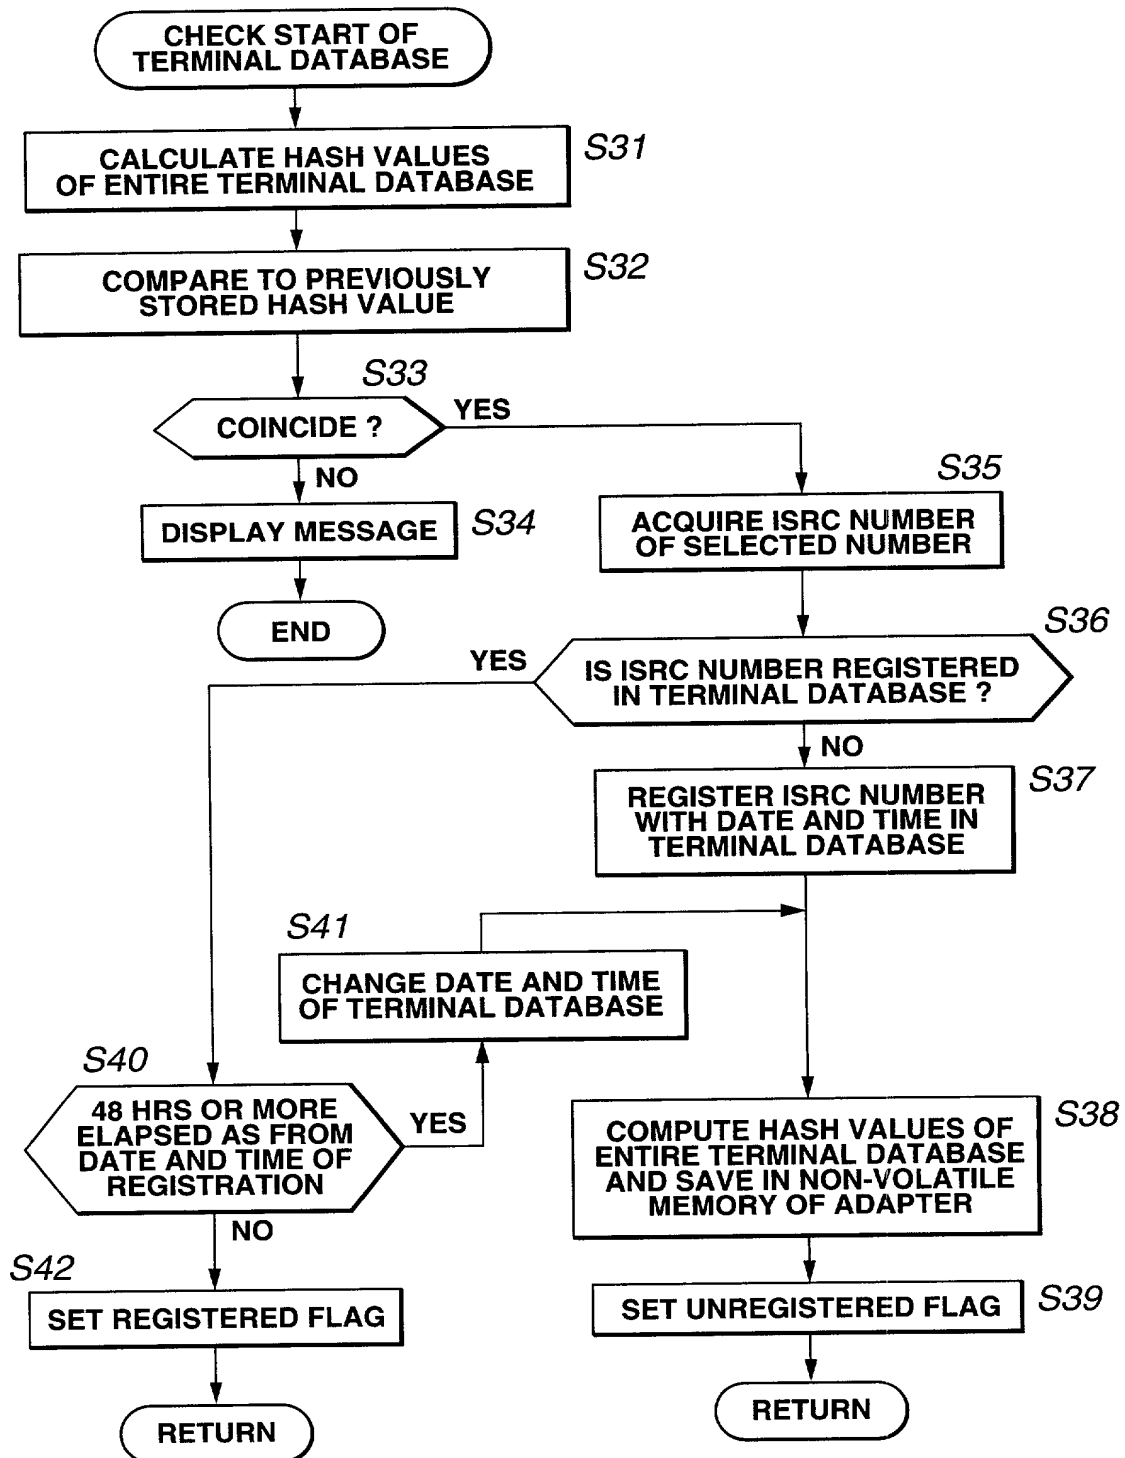 CHECK START OF
TERMINAL DATABASE
S31
CALCULATE HASH VALUES
OF ENTIRE TERMINAL DATABASE
S32
COMPARE TO PREVIOUSLY
STORED HASH VALUE
S33
COINCIDE ?
YES
NO
S34
DISPLAY MESSAGE
END
S35
ACQUIRE ISRC NUMBER
OF SELECTED NUMBER
S36
IS ISRC NUMBER REGISTERED
IN TERMINAL DATABASE ?
YES
NO
S37
REGISTER ISRC NUMBER
WITH DATE AND TIME IN
TERMINAL DATABASE
S41
CHANGE DATE AND TIME
OF TERMINAL DATABASE
S40
48 HRS OR MORE
ELAPSED AS FROM
DATE AND TIME OF
REGISTRATION
YES
NO
S38
COMPUTE HASH VALUES OF
ENTIRE TERMINAL DATABASE
AND SAVE IN NON-VOLATILE
MEMORY OF ADAPTER
S42
SET REGISTERED FLAG
S39
SET UNREGISTERED FLAG
RETURN
RETURN